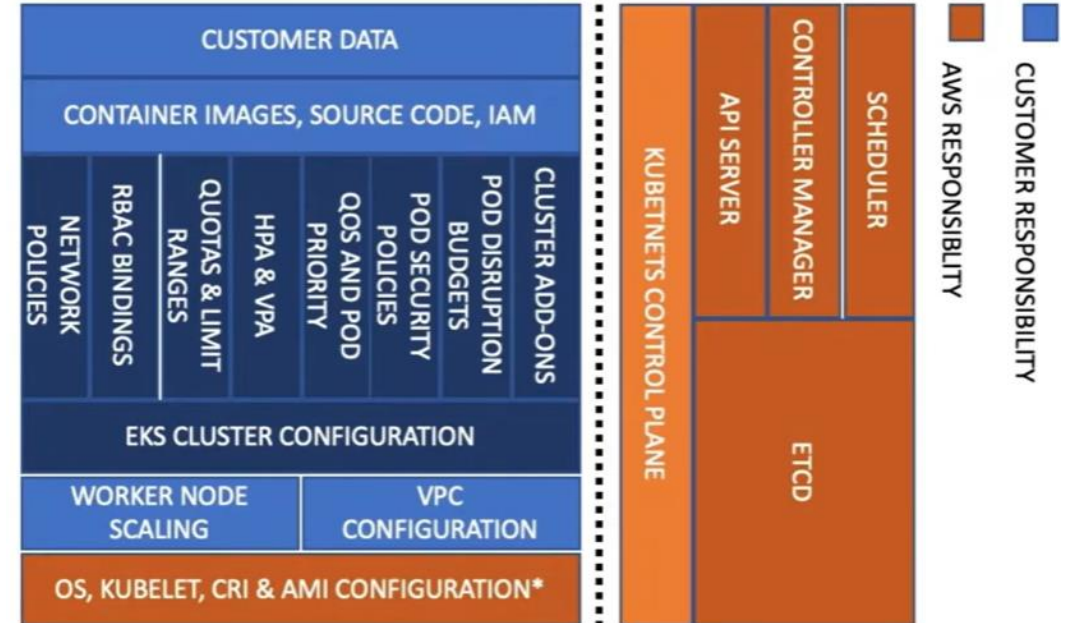 CUSTOMER DATA
CONTAINER IMAGES, SOURCE CODE, IAM
NETWORK
POLICIES
RBAC BINDINGS
QUOTAS & LIMIT
RANGES
HPA & VPA
QOS AND POD
PRIORITY
POD SECURITY
POLICIES
POD DISRUPTION
BUDGETS
CLUSTER ADD-ONS
EKS CLUSTER CONFIGURATION
WORKER NODE
SCALING
VPC
CONFIGURATION
OS, KUBELET, CRI & AMI CONFIGURATION*
KUBETNETS CONTROL PLANE
API SERVER
CONTROLLER MANAGER
SCHEDULER
ETCD
AWS RESPONSIBLITY
CUSTOMER RESPONSIBILITY